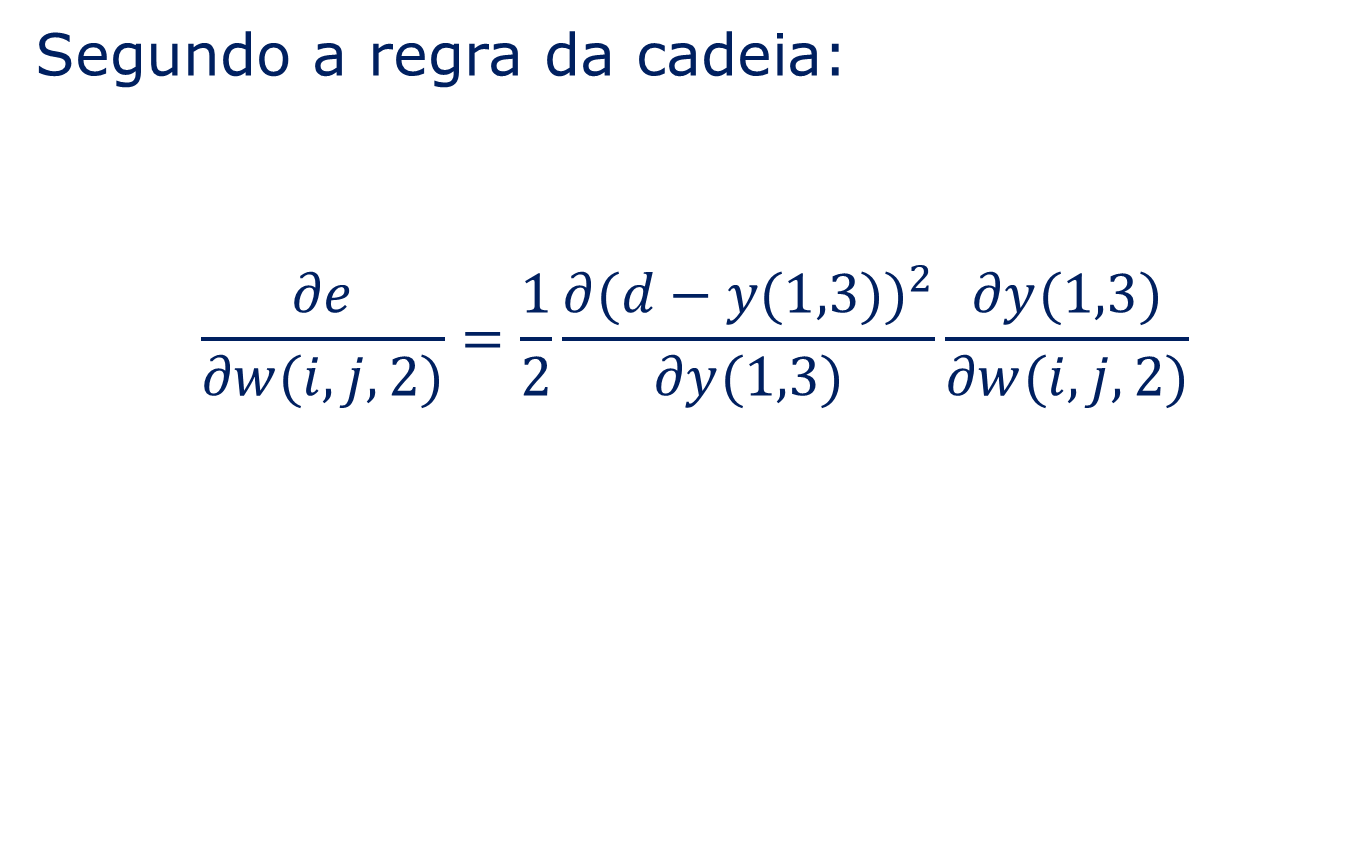 Segundo a regra da cadeia:
∂e/∂w(i, j, 2) = 1/2 ∂(d − y(1,3))²/∂y(1,3) ∂y(1,3)/∂w(i, j, 2)